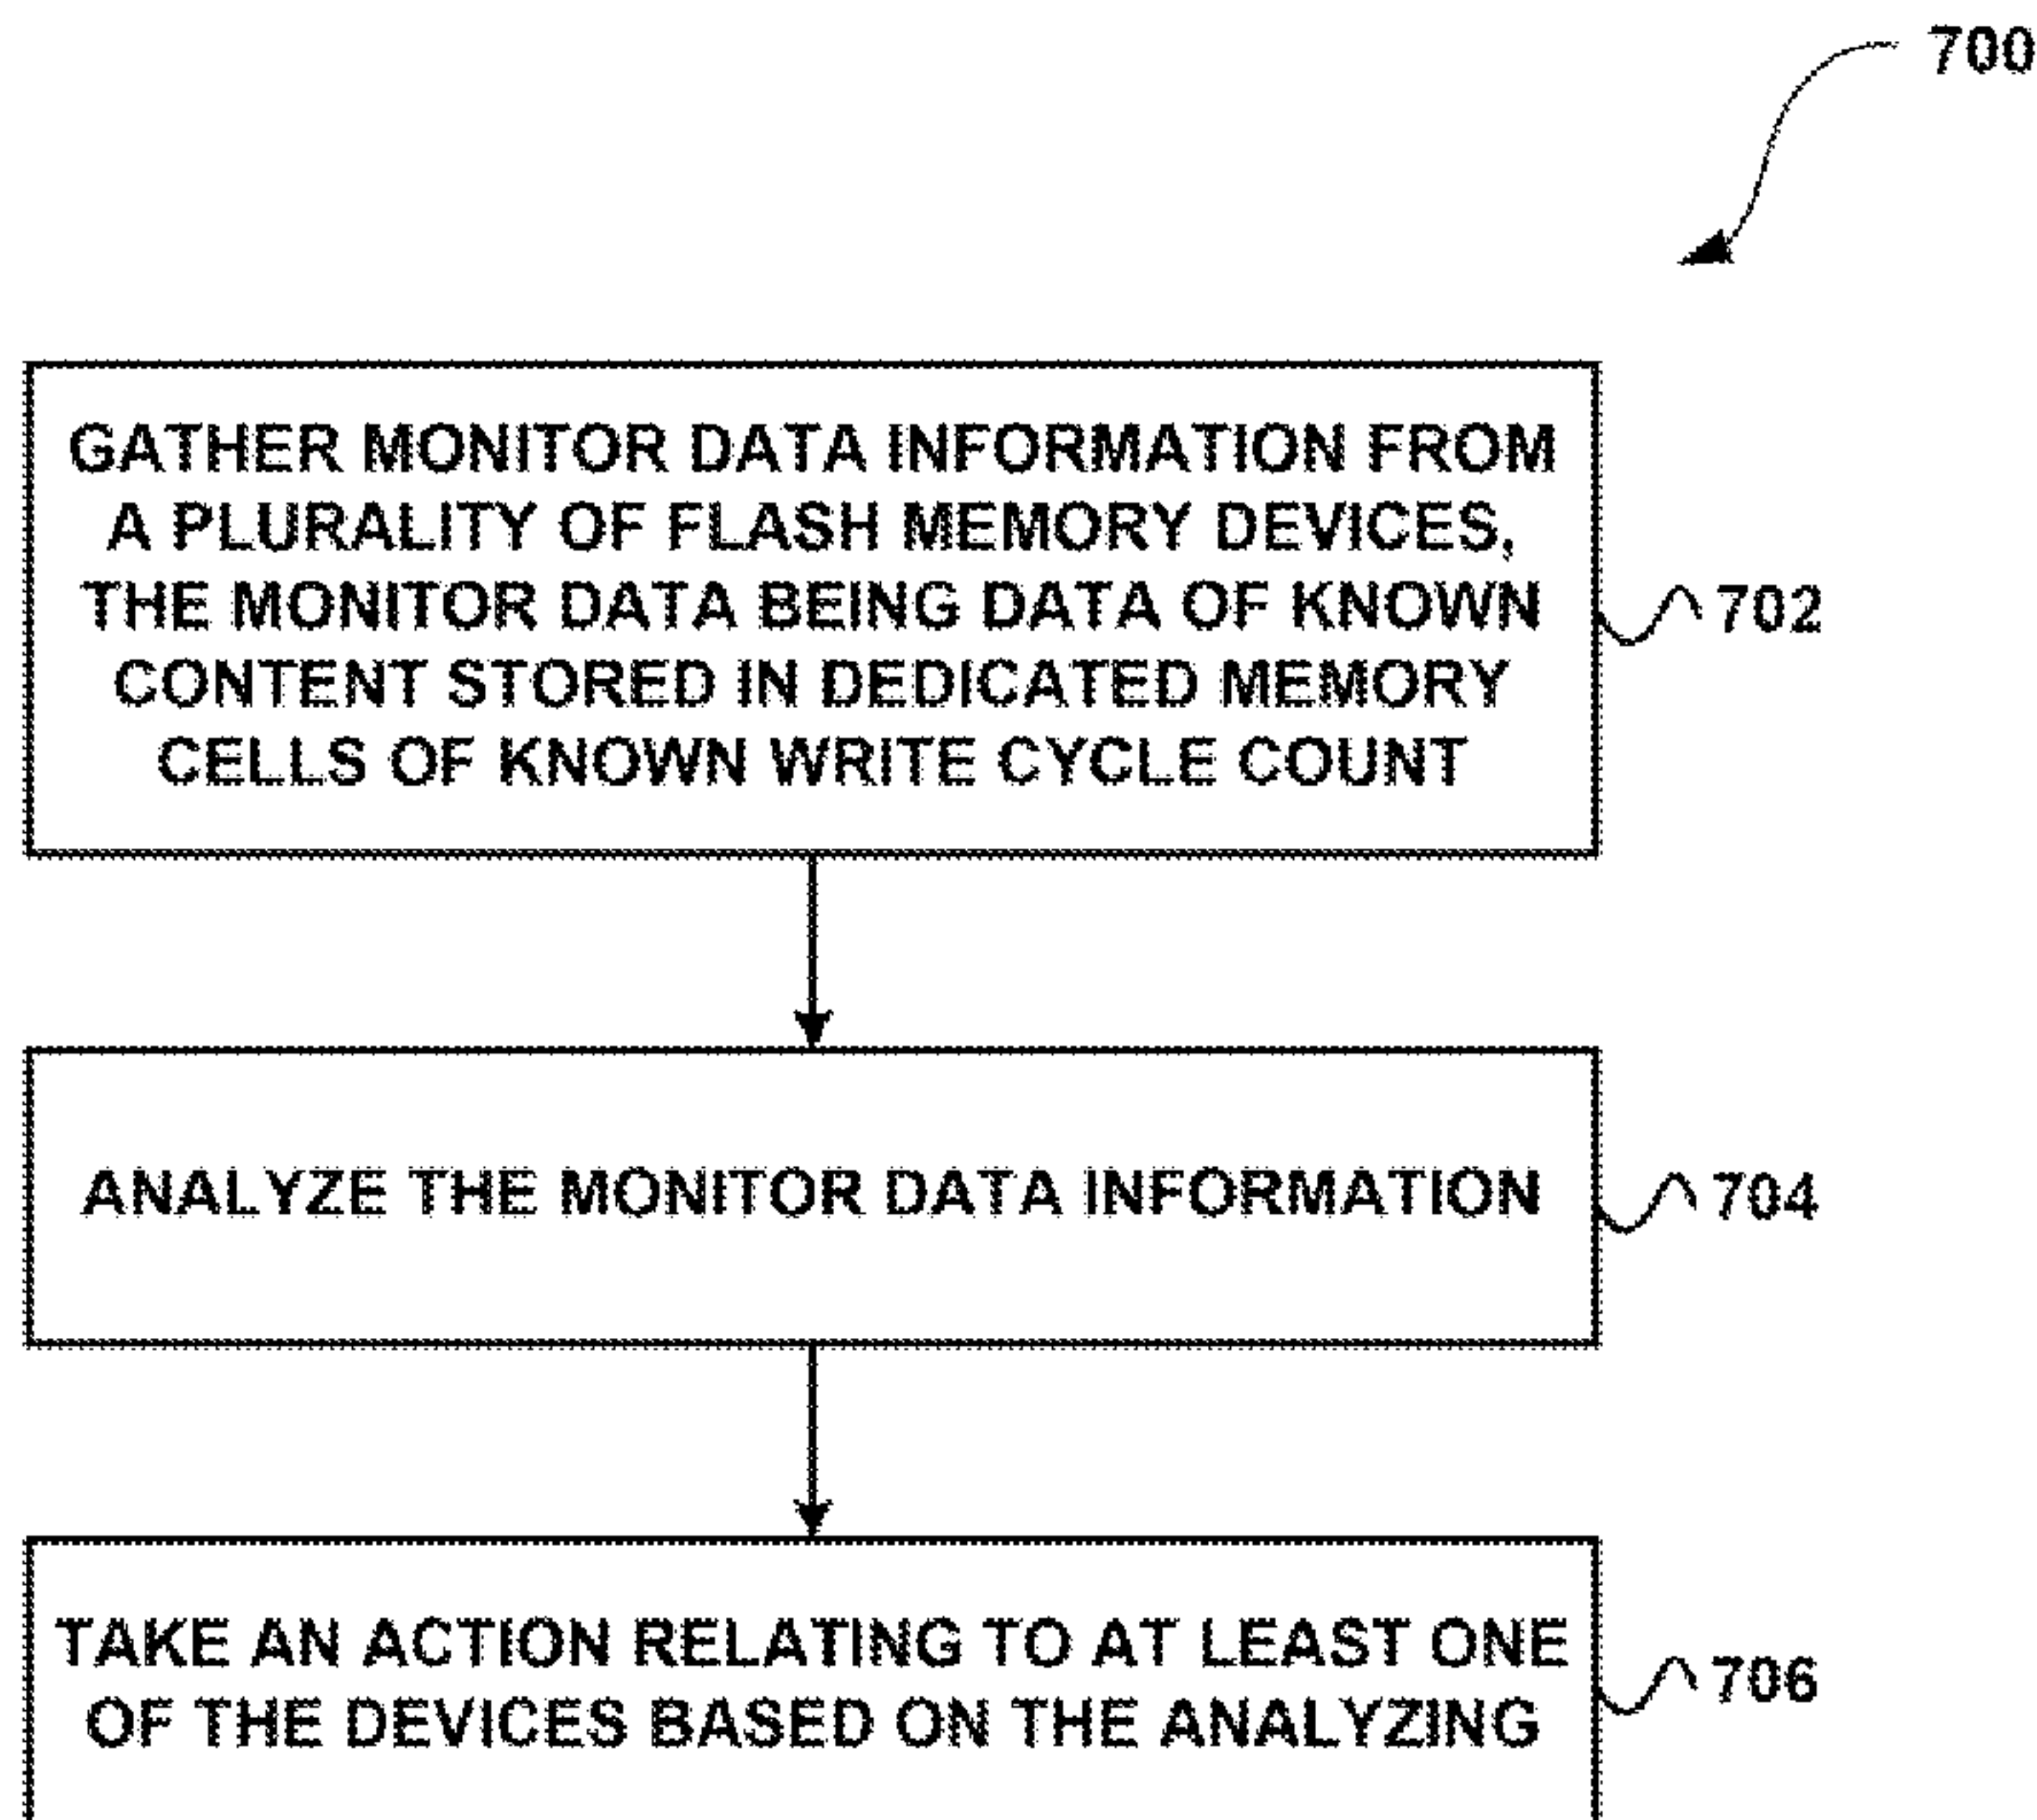 700
GATHER MONITOR DATA INFORMATION FROM
A PLURALITY OF FLASH MEMORY DEVICES,
THE MONITOR DATA BEING DATA OF KNOWN
CONTENT STORED IN DEDICATED MEMORY
CELLS OF KNOWN WRITE CYCLE COUNT
702
ANALYZE THE MONITOR DATA INFORMATION
704
TAKE AN ACTION RELATING TO AT LEAST ONE
OF THE DEVICES BASED ON THE ANALYZING
706